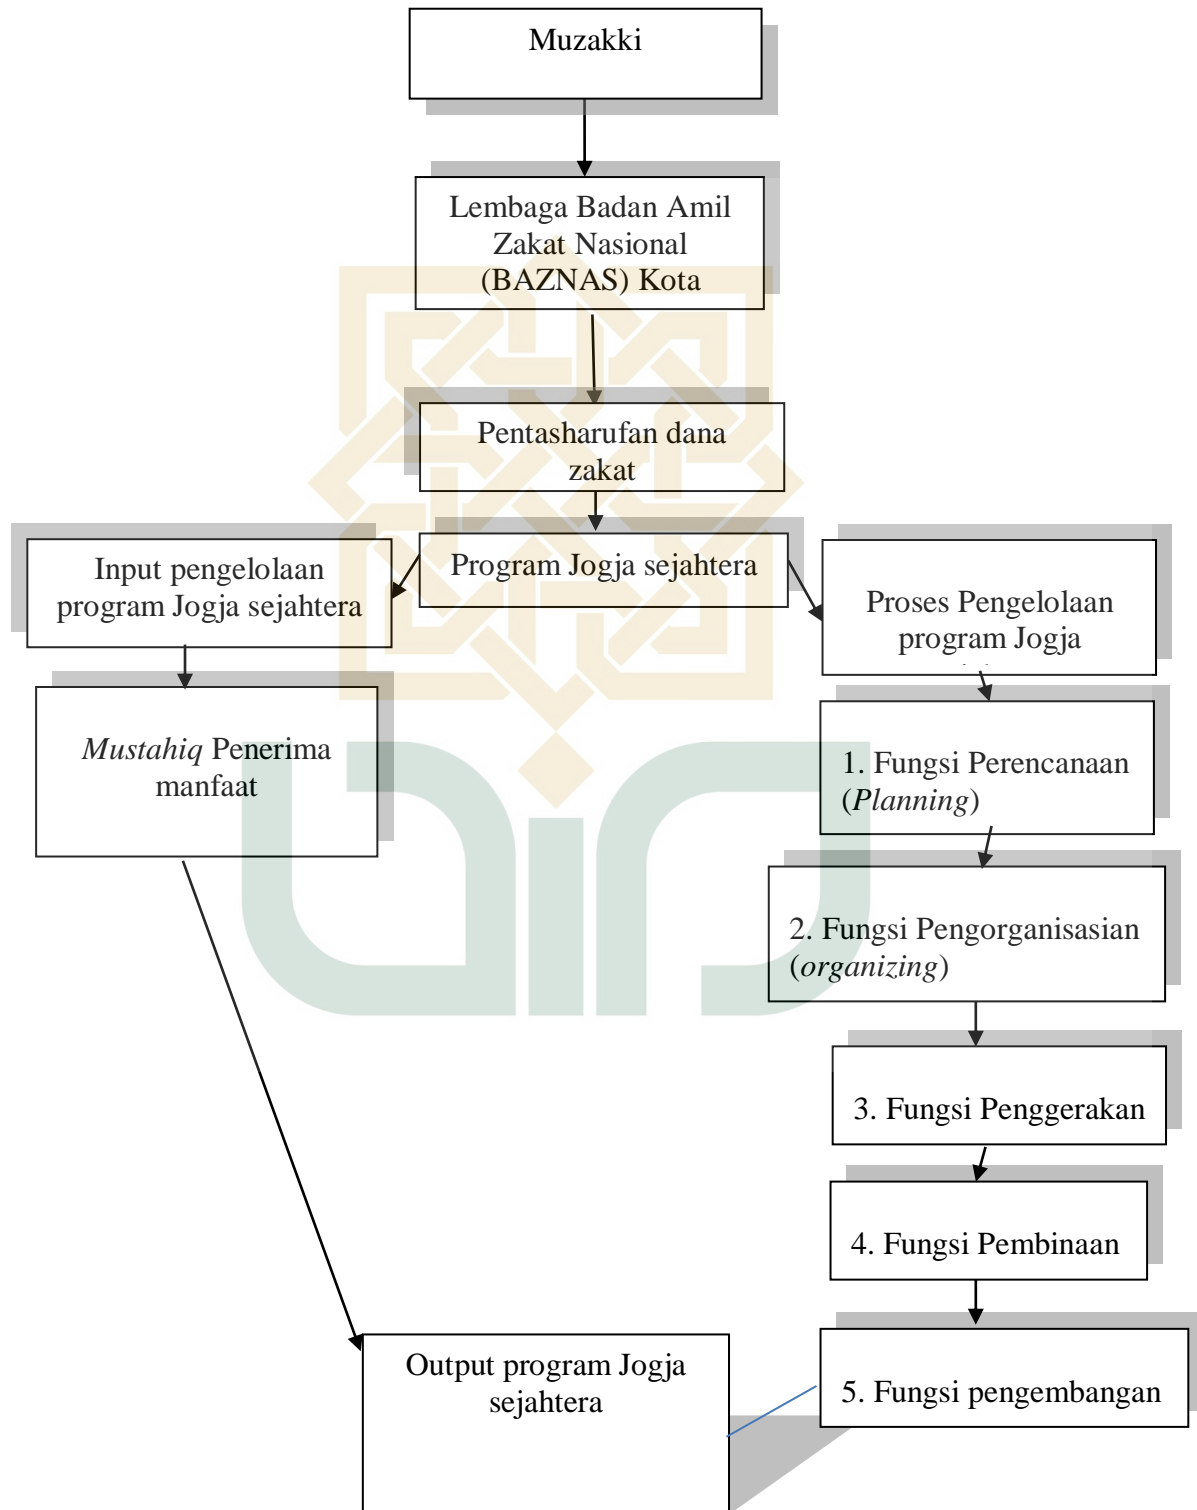 Muzakki
Lembaga Badan Amil
Zakat Nasional
(BAZNAS) Kota
Pentasharufan dana
zakat
Program Jogja sejahtera
Input pengelolaan
program Jogja sejahtera
Mustahiq Penerima
manfaat
Proses Pengelolaan
program Jogja
1. Fungsi Perencanaan
(Planning)
2. Fungsi Pengorganisasian
(organizing)
3. Fungsi Penggerakan
4. Fungsi Pembinaan
5. Fungsi pengembangan
Output program Jogja
sejahtera